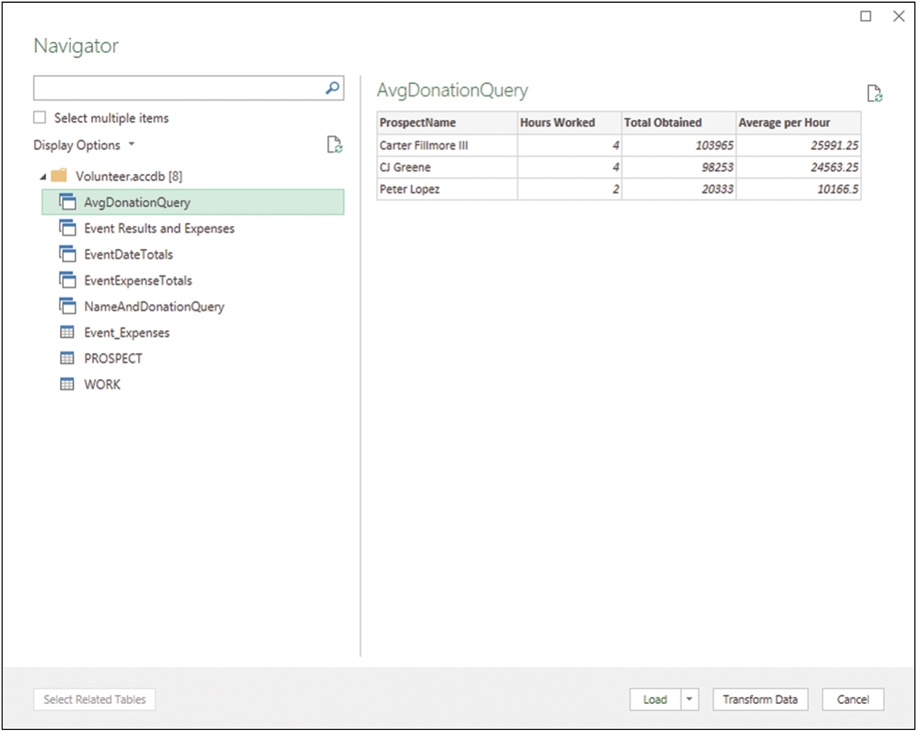 Navigator
Select multiple items
Display Options
Volunteer.accdb [8]
AvgDonationQuery
Event Results and Expenses
EventDateTotals
EventExpenseTotals
NameAndDonationQuery
Event_Expenses
PROSPECT
WORK
AvgDonationQuery
ProspectName Hours Worked Total Obtained Average per Hour
Carter Fillmore III 4 103965 25991.25
CJ Greene 4 98253 24563.25
Peter Lopez 2 20333 10166.5
Select Related Tables Load Transform Data Cancel